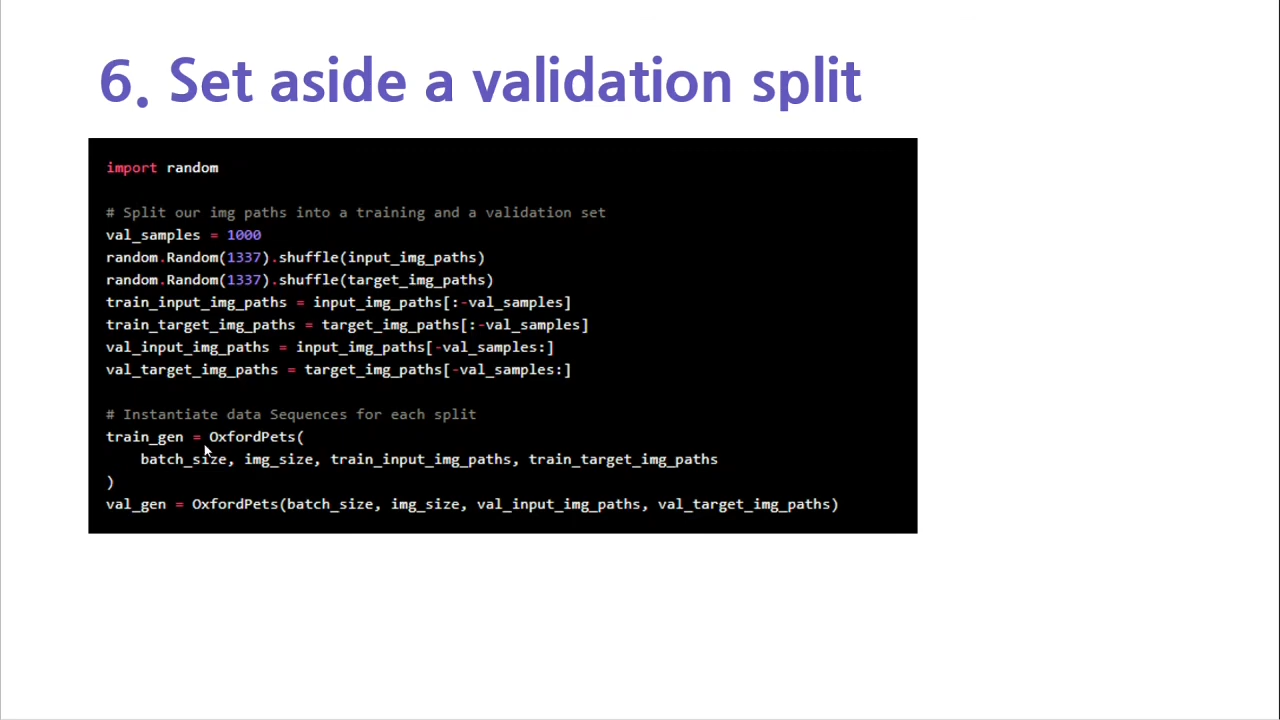 6. Set aside a validation split
import random
# Split our img paths into a training and a validation set
val_samples = 1000
random.Random(1337).shuffle(input_img_paths)
random.Random(1337).shuffle(target_img_paths)
train_input_img_paths = input_img_paths[:-val_samples]
train_target_img_paths = target_img_paths[:-val_samples]
val_input_img_paths = input_img_paths[-val_samples:]
val_target_img_paths = target_img_paths[-val_samples:]
# Instantiate data Sequences for each split
train_gen = OxfordPets(
    batch_size, img_size, train_input_img_paths, train_target_img_paths
)
val_gen = OxfordPets(batch_size, img_size, val_input_img_paths, val_target_img_paths)